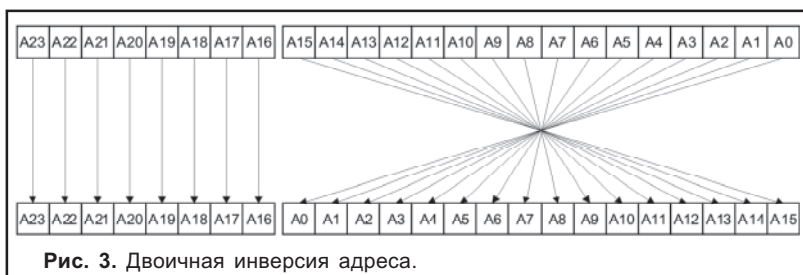 A23 A22 A21 A20 A19 A18 A17 A16 A15 A14 A13 A12 A11 A10 A9 A8 A7 A6 A5 A4 A3 A2 A1 A0
A23 A22 A21 A20 A19 A18 A17 A16 A0 A1 A2 A3 A4 A5 A6 A7 A8 A9 A10 A11 A12 A13 A14 A15
Рис. 3. Двоичная инверсия адреса.